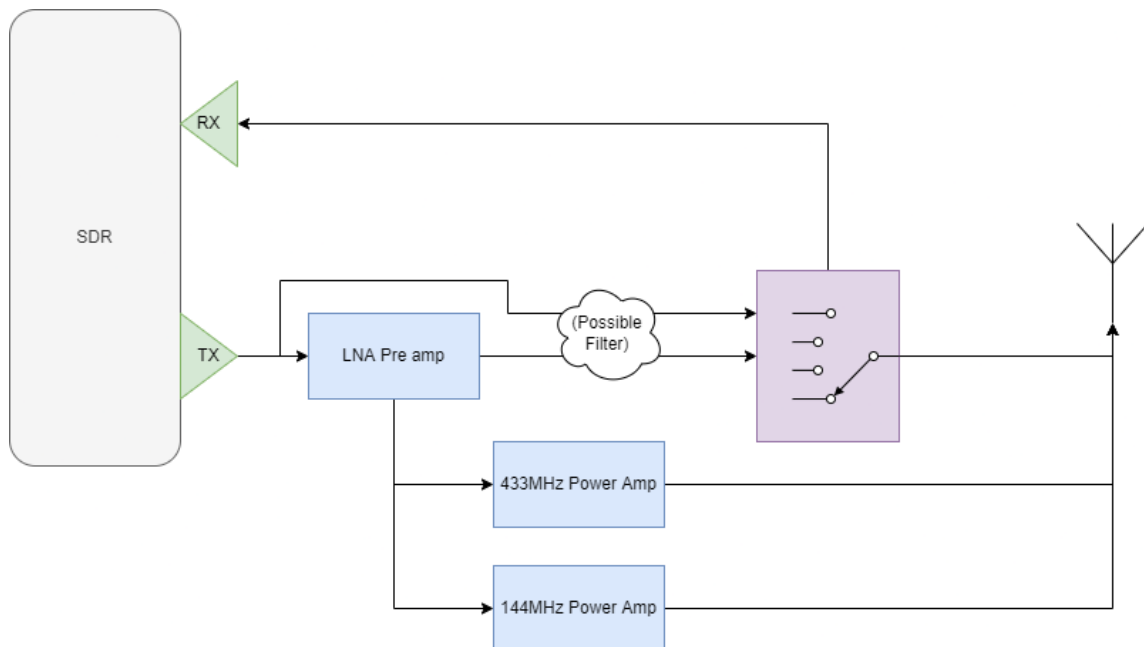 RX
SDR
TX
LNA Pre amp
(Possible
Filter)
433MHz Power Amp
144MHz Power Amp